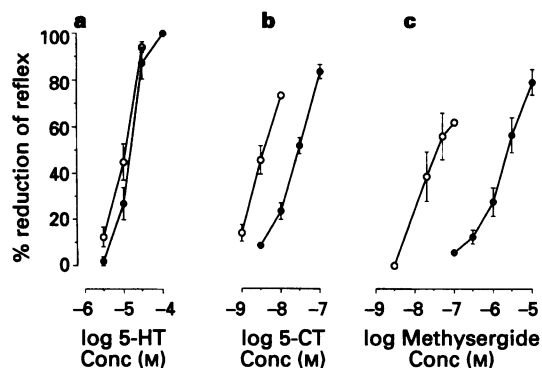 a
b
c
% reduction of reflex
100
80
60
40
20
0
−6 −5 −4
−9 −8 −7
−9 −8 −7 −6 −5
log 5-HT
Conc (M)
log 5-CT
Conc (M)
log Methysergide
Conc (M)